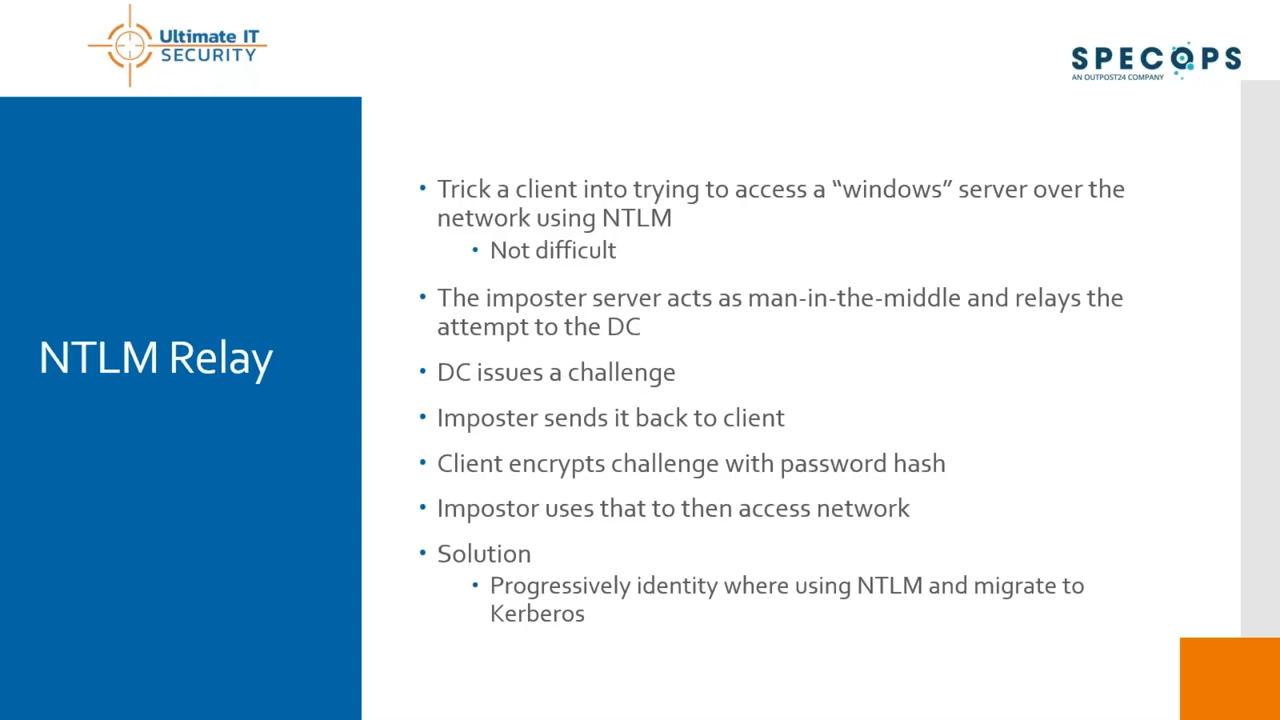 Ultimate IT
SECURITY
SPECOPS
AN OUTPOST24 COMPANY
NTLM Relay
• Trick a client into trying to access a “windows” server over the
network using NTLM
• Not difficult
• The imposter server acts as man-in-the-middle and relays the
attempt to the DC
• DC issues a challenge
• Imposter sends it back to client
• Client encrypts challenge with password hash
• Impostor uses that to then access network
• Solution
• Progressively identity where using NTLM and migrate to
Kerberos